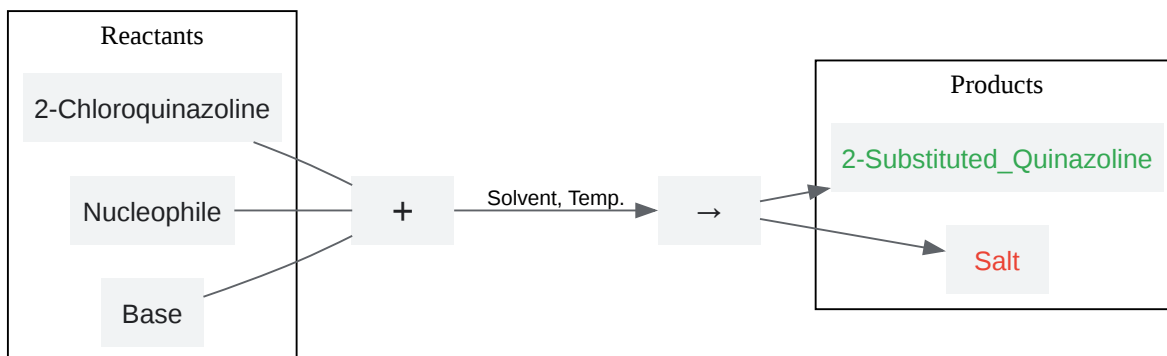 Reactants
2-Chloroquinazoline
Nucleophile
Base
+
Solvent, Temp.
→
Products
2-Substituted_Quinazoline
Salt